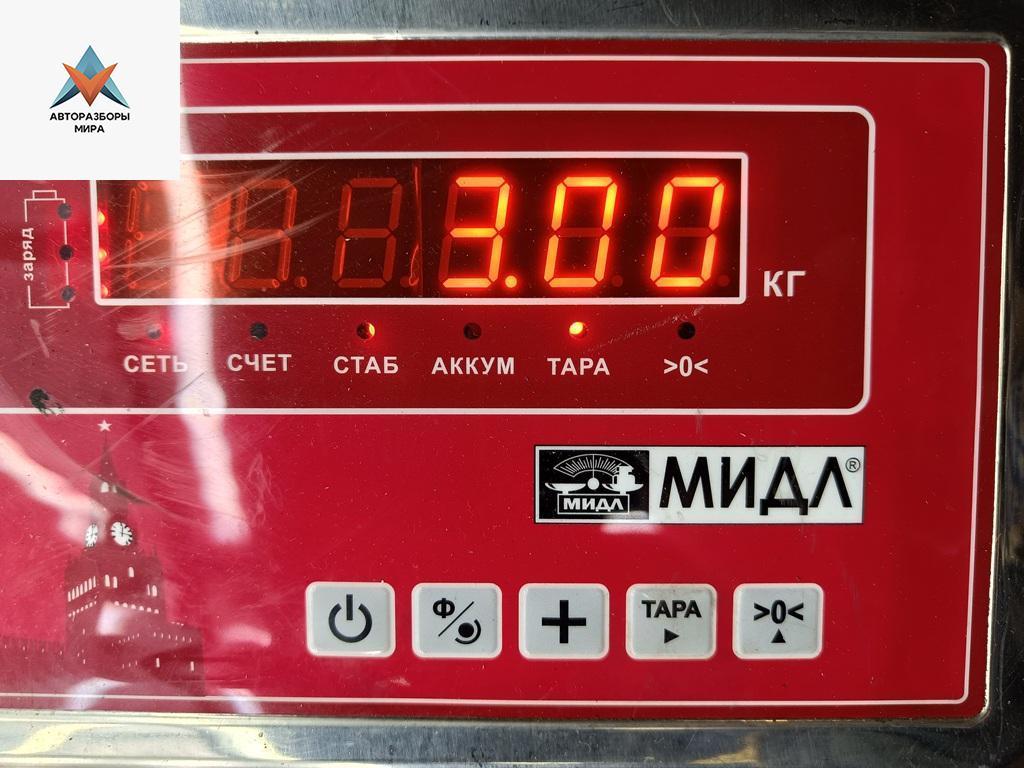 АВТОРАЗБОРЫ
МИРА
заряд
3.00
КГ
СЕТЬ СЧЕТ СТАБ АККУМ ТАРА >0<
МИДЛ МИДЛ®
Ф ТАРА >0<